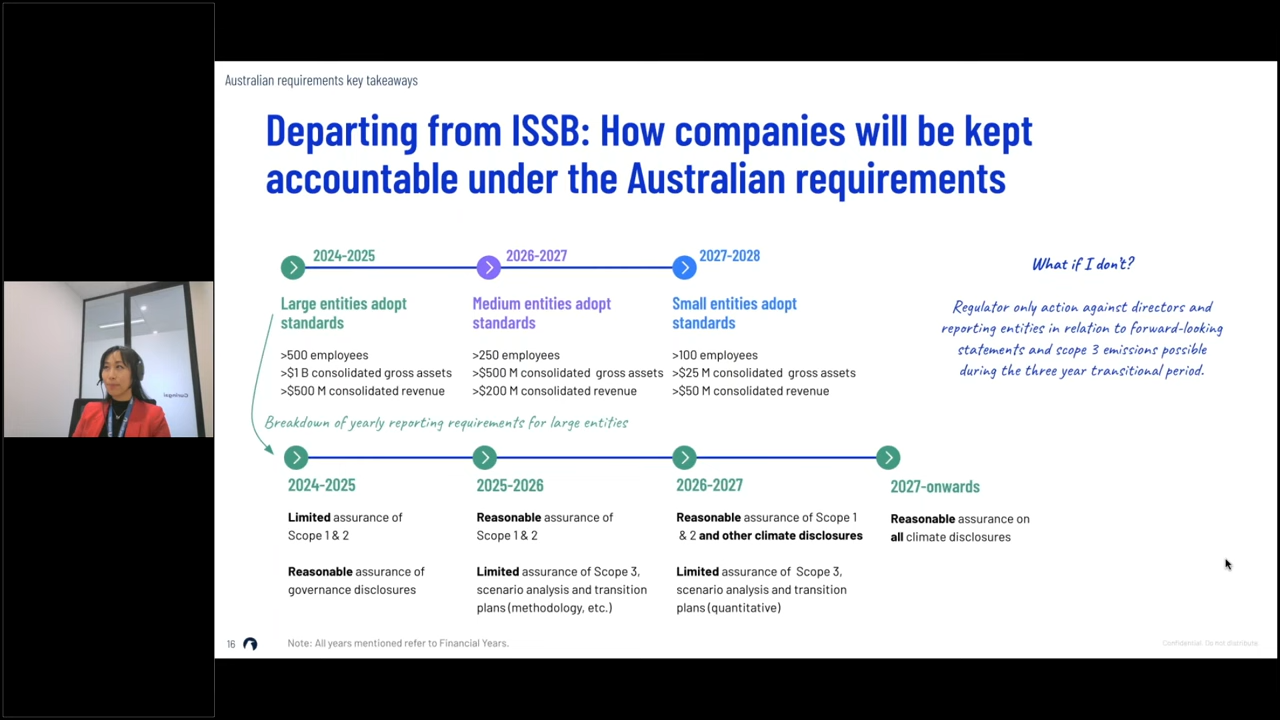 Australian requirements key takeaways
Departing from ISSB: How companies will be kept
accountable under the Australian requirements
2024-2025
2026-2027
2027-2028
Large entities adopt
standards
Medium entities adopt
standards
Small entities adopt
standards
>500 employees
>$1 B consolidated gross assets
>$500 M consolidated revenue
>250 employees
>$500 M consolidated gross assets
>$200 M consolidated revenue
>100 employees
>$25 M consolidated gross assets
>$50 M consolidated revenue
What if I don't?
Regulator only action against directors and
reporting entities in relation to forward-looking
statements and scope 3 emissions possible
during the three year transitional period.
Breakdown of yearly reporting requirements for large entities
2024-2025
Limited assurance of
Scope 1 & 2
Reasonable assurance of
governance disclosures
2025-2026
Reasonable assurance of
Scope 1 & 2
Limited assurance of Scope 3,
scenario analysis and transition
plans (methodology, etc.)
2026-2027
Reasonable assurance of Scope 1
& 2 and other climate disclosures
Limited assurance of Scope 3,
scenario analysis and transition
plans (quantitative)
2027-onwards
Reasonable assurance on
all climate disclosures
16
Note: All years mentioned refer to Financial Years.
Confidential. Do not distribute.